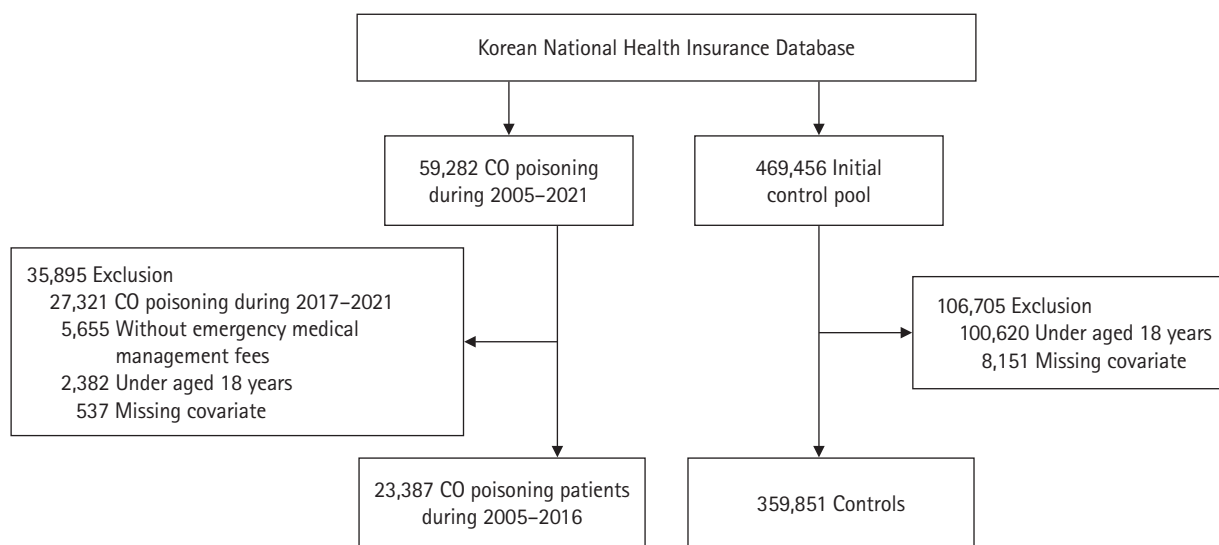 Korean National Health Insurance Database
59,282 CO poisoning
during 2005–2021
469,456 Initial
control pool
35,895 Exclusion
27,321 CO poisoning during 2017–2021
5,655 Without emergency medical
management fees
2,382 Under aged 18 years
537 Missing covariate
106,705 Exclusion
100,620 Under aged 18 years
8,151 Missing covariate
23,387 CO poisoning patients
during 2005–2016
359,851 Controls